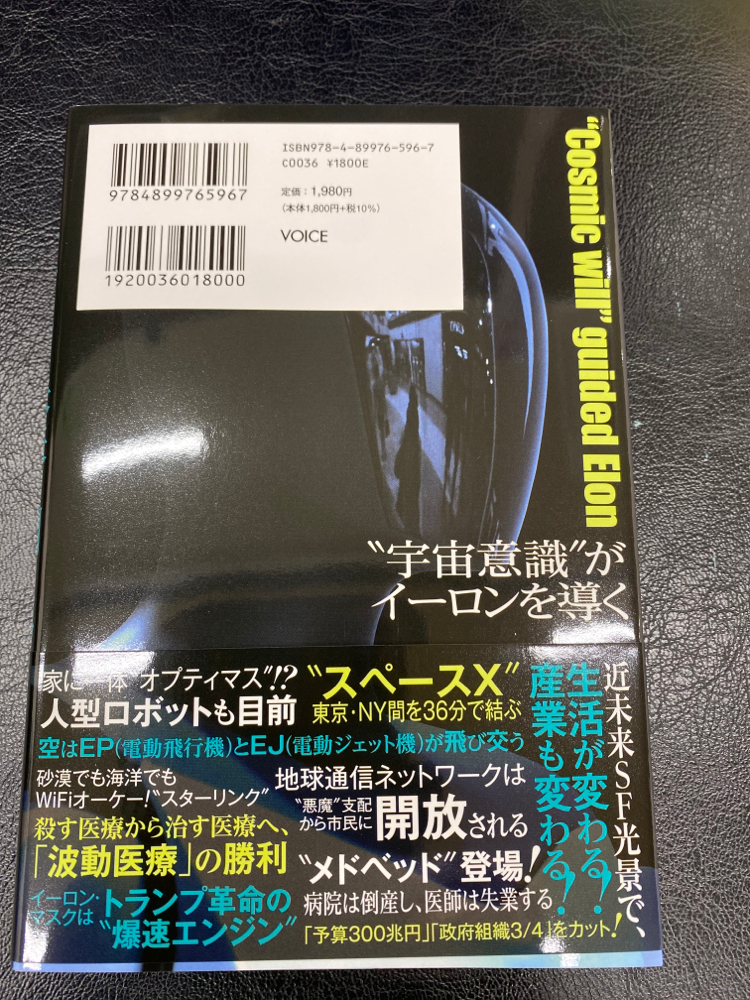 ISBN978-4-89976-596-7
C0036 ¥1800E
9784899765967
定価：1,980円
（本体1,800円+税10%）
VOICE
1920036018000
“Cosmic will” guided Elon
“宇宙意識”が
イーロンを導く
近未来SF光景で、
生活が変わる！
産業も変わる！
“スペースX”
東京・NY間を36分で結ぶ
家に一体“オプティマス”!?
人型ロボットも目前
空はEP（電動飛行機）とEJ（電動ジェット機）が飛び交う
地球通信ネットワークは
“悪魔”支配
から市民に
開放される
砂漠でも海洋でも
WiFiオーケー！“スターリンク”
殺す医療から治す医療へ、
「波動医療」の勝利
“メドベッド”登場！
病院は倒産し、医師は失業する
イーロン・
マスクは
トランプ革命の
“爆速エンジン”
「予算300兆円」「政府組織3/4」をカット！